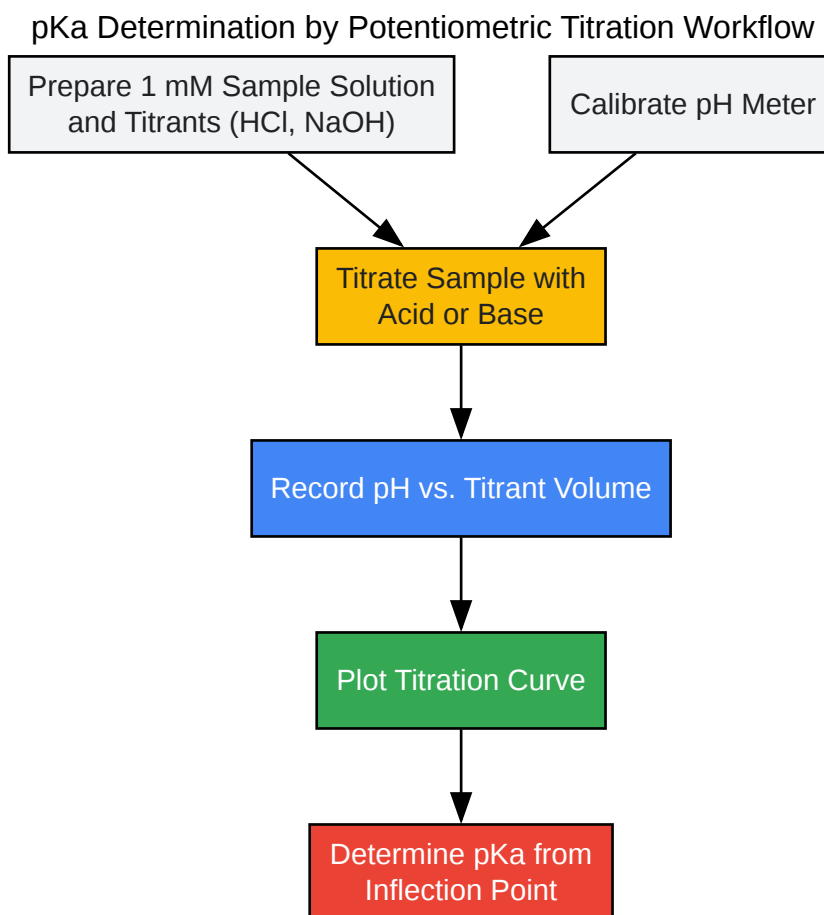 pKa Determination by Potentiometric Titration Workflow
Prepare 1 mM Sample Solution
and Titrants (HCl, NaOH)
Calibrate pH Meter
Titrate Sample with
Acid or Base
Record pH vs. Titrant Volume
Plot Titration Curve
Determine pKa from
Inflection Point